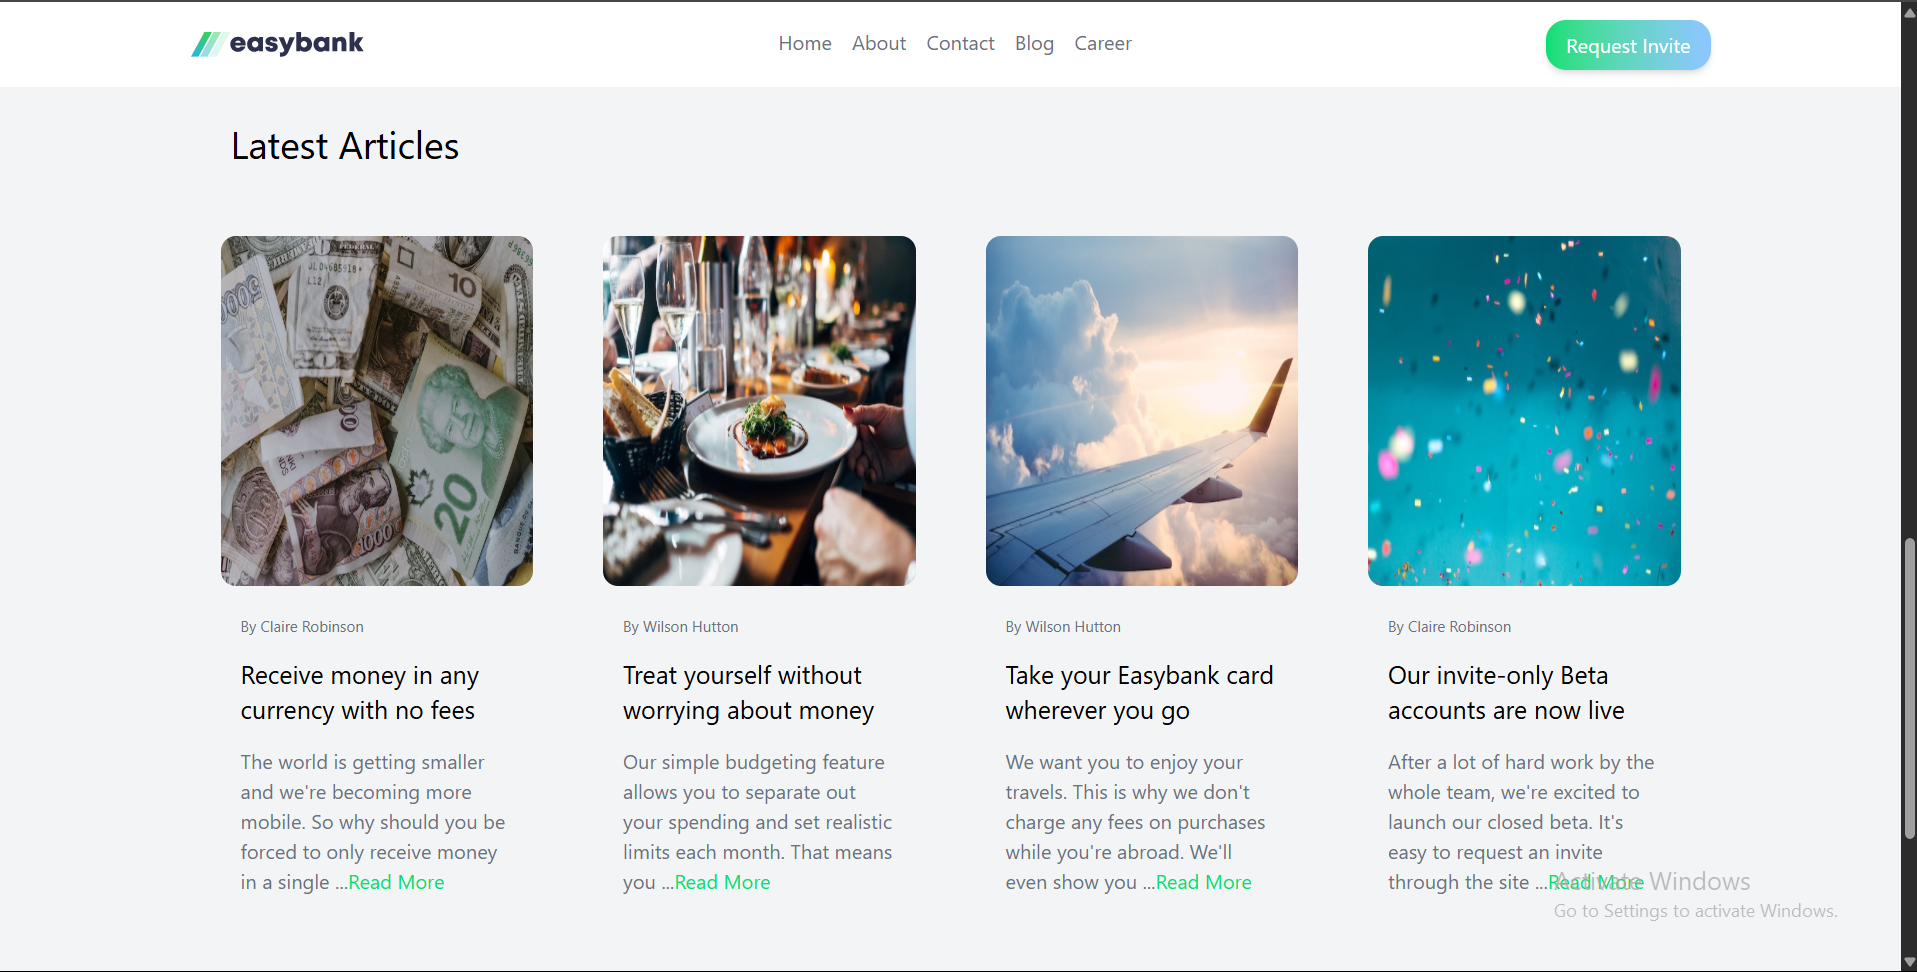 easybank
Home About Contact Blog Career
Request Invite
Latest Articles
FEDERAL
JL 04685918
L12
10
5000
20
1000
By Claire Robinson
Receive money in any
currency with no fees
The world is getting smaller
and we're becoming more
mobile. So why should you be
forced to only receive money
in a single ...Read More
By Wilson Hutton
Treat yourself without
worrying about money
Our simple budgeting feature
allows you to separate out
your spending and set realistic
limits each month. That means
you ...Read More
By Wilson Hutton
Take your Easybank card
wherever you go
We want you to enjoy your
travels. This is why we don't
charge any fees on purchases
while you're abroad. We'll
even show you ...Read More
By Claire Robinson
Our invite-only Beta
accounts are now live
After a lot of hard work by the
whole team, we're excited to
launch our closed beta. It's
easy to request an invite
through the site ...Read More
Activate Windows
Go to Settings to activate Windows.